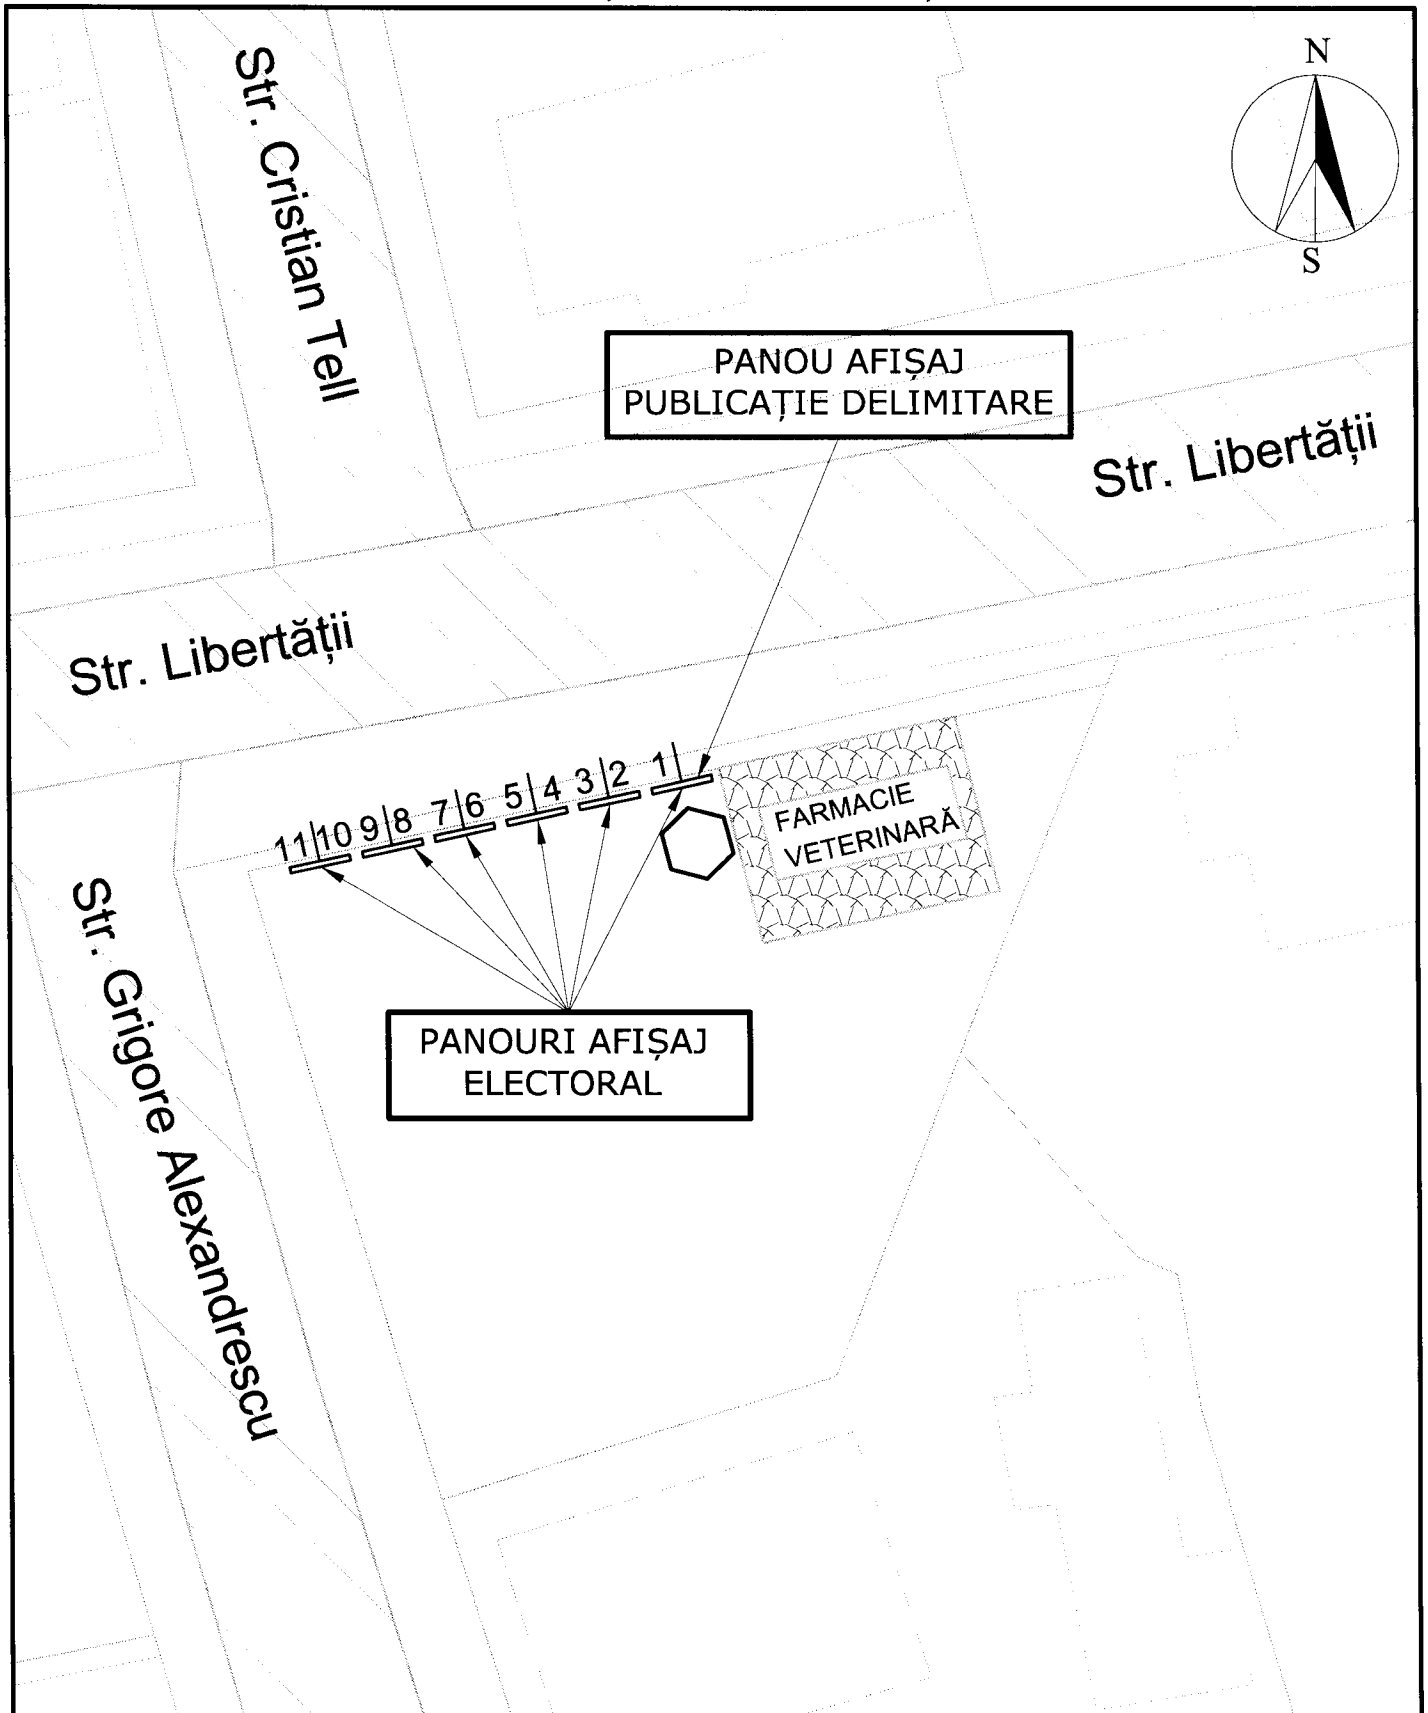 N
S
Str. Cristian Tell
PANOU AFIȘAJ
PUBLICAȚIE DELIMITARE
Str. Libertății
Str. Libertății
11|10 9|8 7|6 5|4 3|2 1|
FARMACIE
VETERINARĂ
Str. Grigore Alexandrescu
PANOURI AFIȘAJ
ELECTORAL